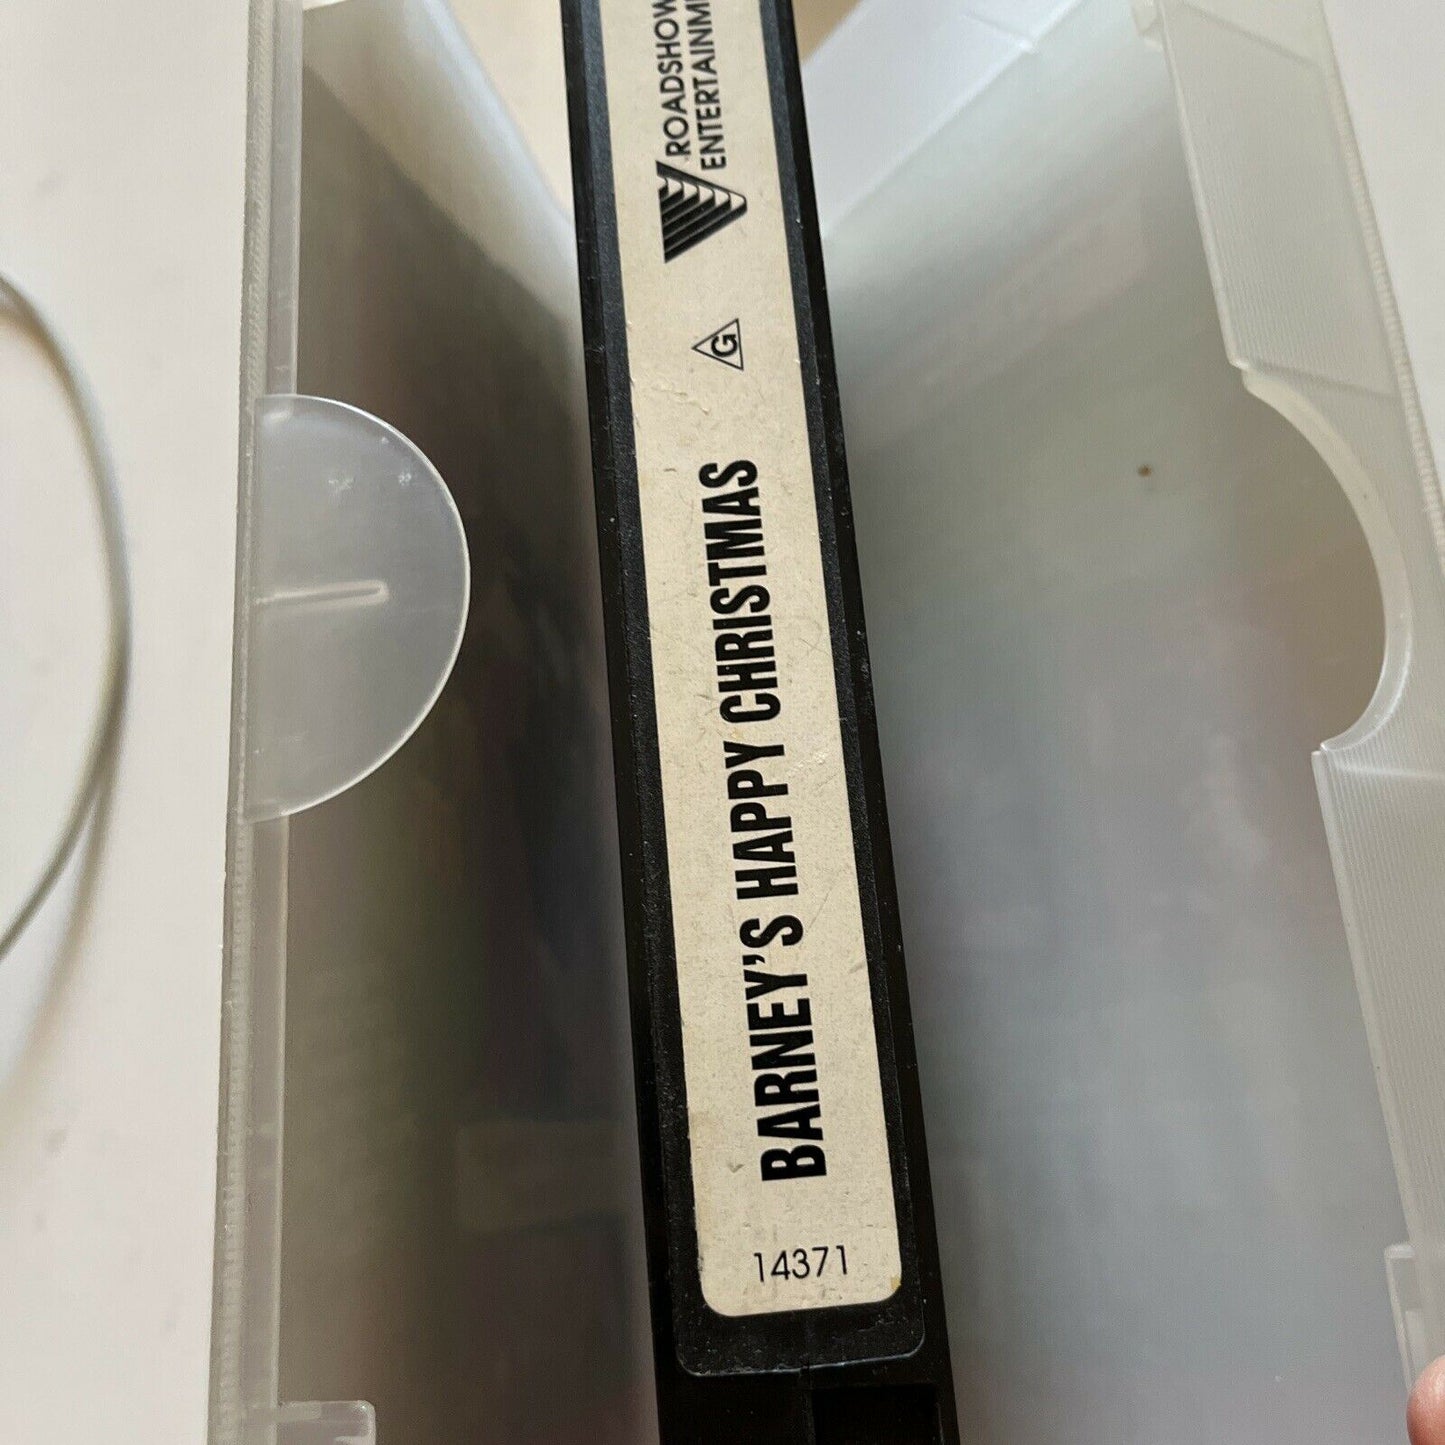 14371
BARNEY'S HAPPY CHRISTMAS
G
ROADSHOW
ENTERTAINM